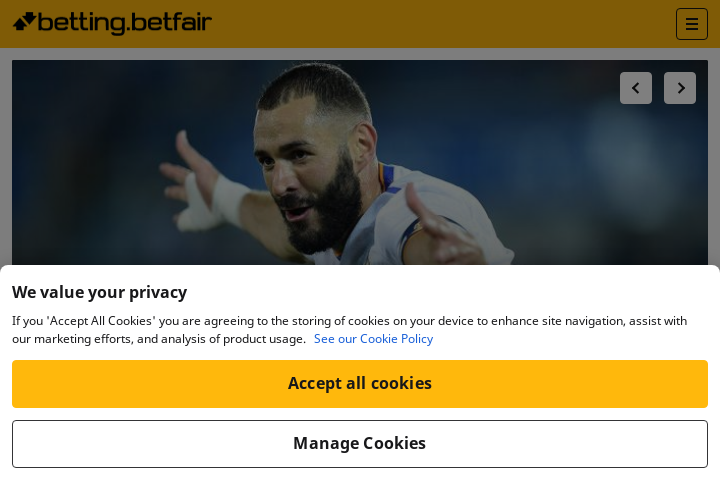 betting.betfair
We value your privacy
If you 'Accept All Cookies' you are agreeing to the storing of cookies on your device to enhance site navigation, assist with
our marketing efforts, and analysis of product usage. See our Cookie Policy
Accept all cookies
Manage Cookies